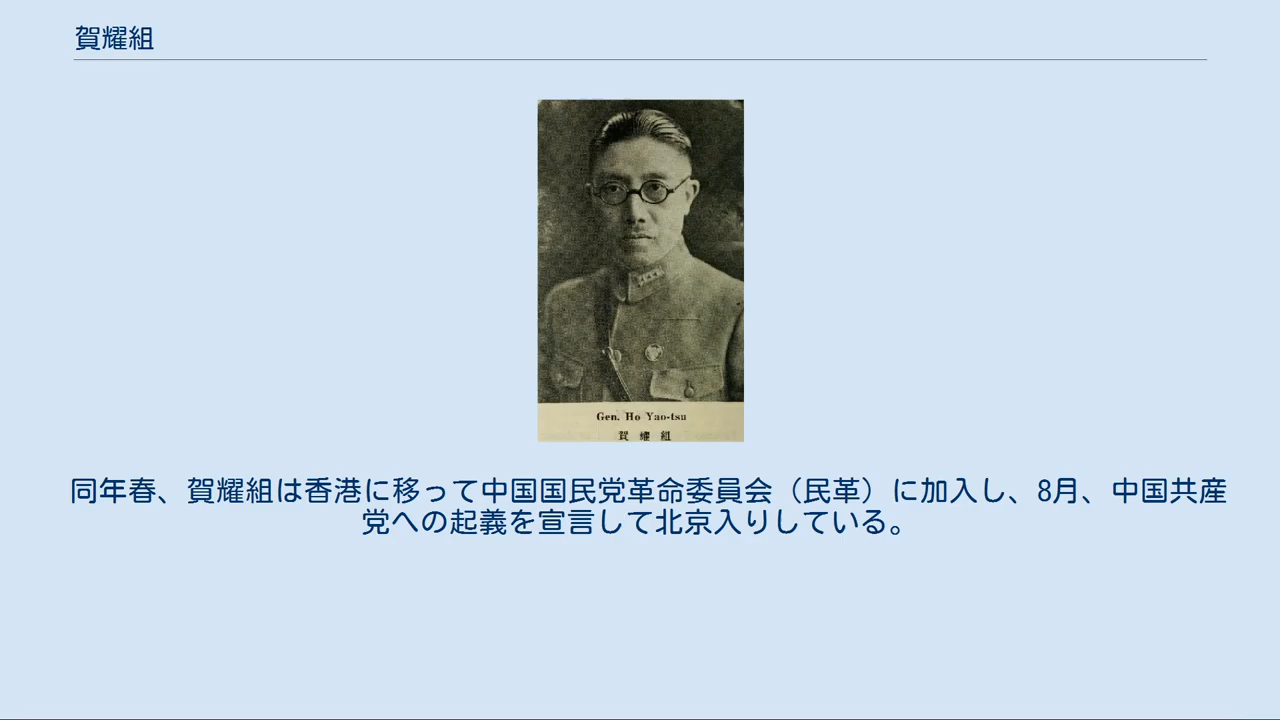 賀耀組
Gen. Ho Yao-tsu
賀 耀 組
同年春、賀耀組は香港に移って中国国民党革命委員会（民革）に加入し、8月、中国共産
党への起義を宣言して北京入りしている。